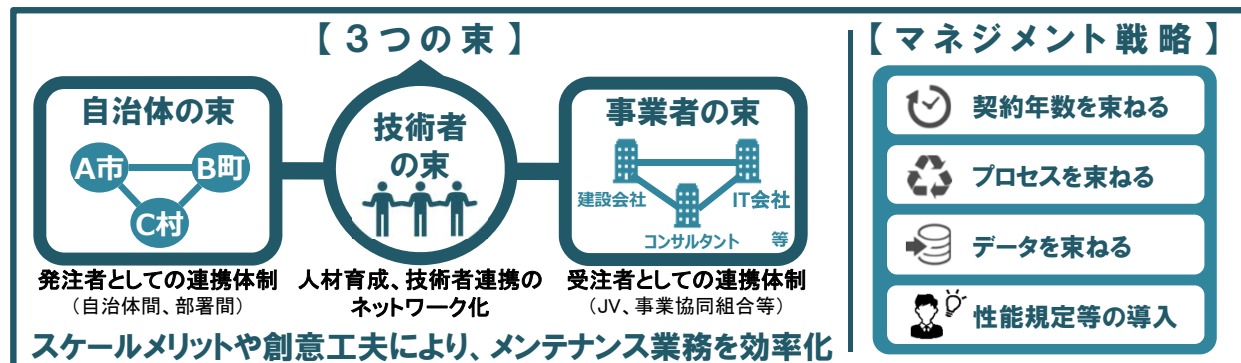 【３つの束】
自治体の束
A市
B町
C村
発注者としての連携体制
（自治体間、部署間）
技術者
の束
人材育成、技術者連携の
ネットワーク化
事業者の束
建設会社
IT会社
コンサルタント 等
受注者としての連携体制
（JV、事業協同組合等）
スケールメリットや創意工夫により、メンテナンス業務を効率化
【マネジメント戦略】
契約年数を束ねる
プロセスを束ねる
データを束ねる
性能規定等の導入